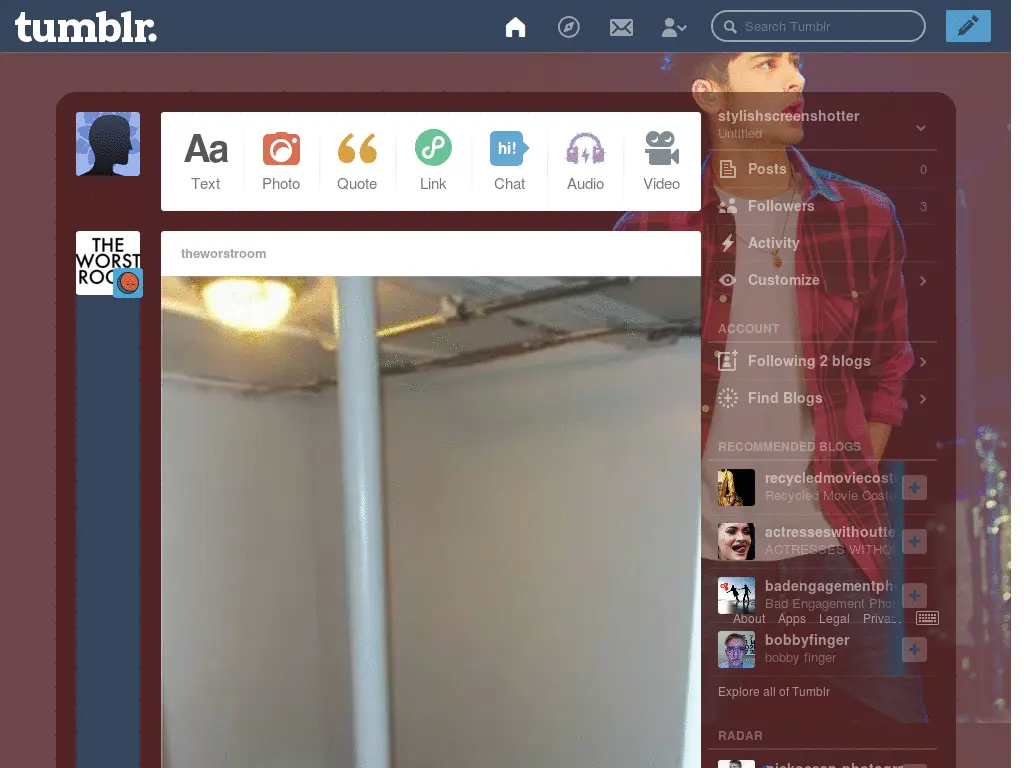 tumblr.
Search Tumblr
Aa
hi!
Text
Photo
Quote
Link
Chat
Audio
Video
THE
WORST
theworstroom
stylishscreenshotter
Untitled
Posts 0
Followers 3
Activity
Customize
ACCOUNT
Following 2 blogs
Find Blogs
RECOMMENDED BLOGS
recycledmoviecost
Recycled Movie Costu
actresseswithoutte
ACTRESSES WITHO
badengagementph
Bad Engagement Phot
About Apps Legal Privac..
bobbyfinger
bobby finger
Explore all of Tumblr
RADAR